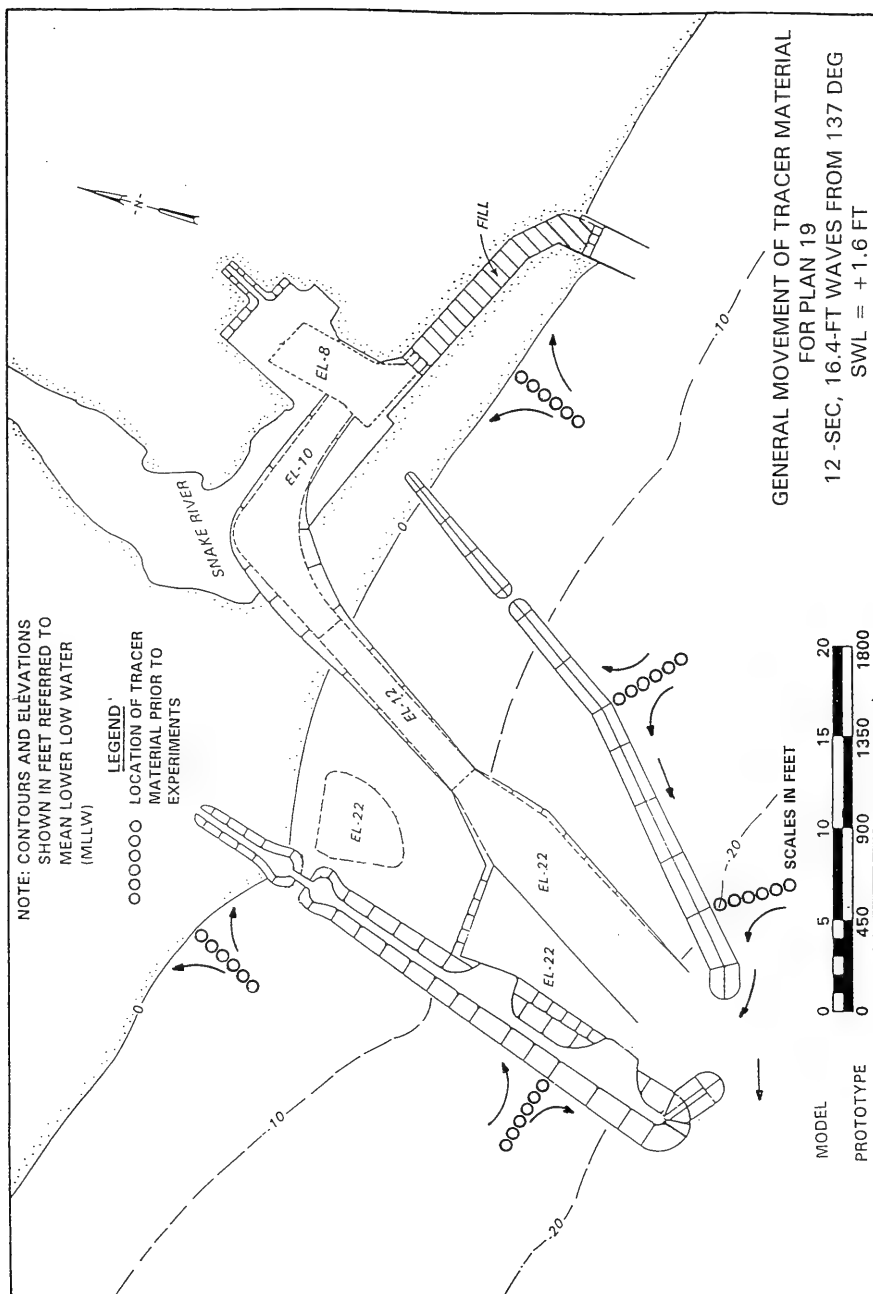 NOTE: CONTOURS AND ELEVATIONS
SHOWN IN FEET REFERRED TO
MEAN LOWER LOW WATER
(MLLW)
LEGEND
OOOOOO LOCATION OF TRACER
MATERIAL PRIOR TO
EXPERIMENTS
-N-
SNAKE RIVER
EL-8
EL-10
FILL
EL-12
EL-22
EL-22
EL-22
0
0
-10
-10
-20
-20
GENERAL MOVEMENT OF TRACER MATERIAL
FOR PLAN 19
12 -SEC, 16.4-FT WAVES FROM 137 DEG
SWL = +1.6 FT
SCALES IN FEET
MODEL 0 5 10 15 20
PROTOTYPE 0 450 900 1350 1800